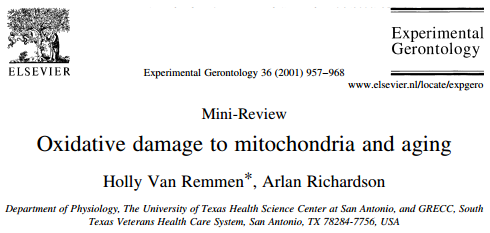 ELSEVIER
Experimental Gerontology 36 (2001) 957–968
Experimental
Gerontology
www.elsevier.nl/locate/expgero
Mini-Review
Oxidative damage to mitochondria and aging
Holly Van Remmen*, Arlan Richardson
Department of Physiology, The University of Texas Health Science Center at San Antonio, and GRECC, South
Texas Veterans Health Care System, San Antonio, TX 78284-7756, USA